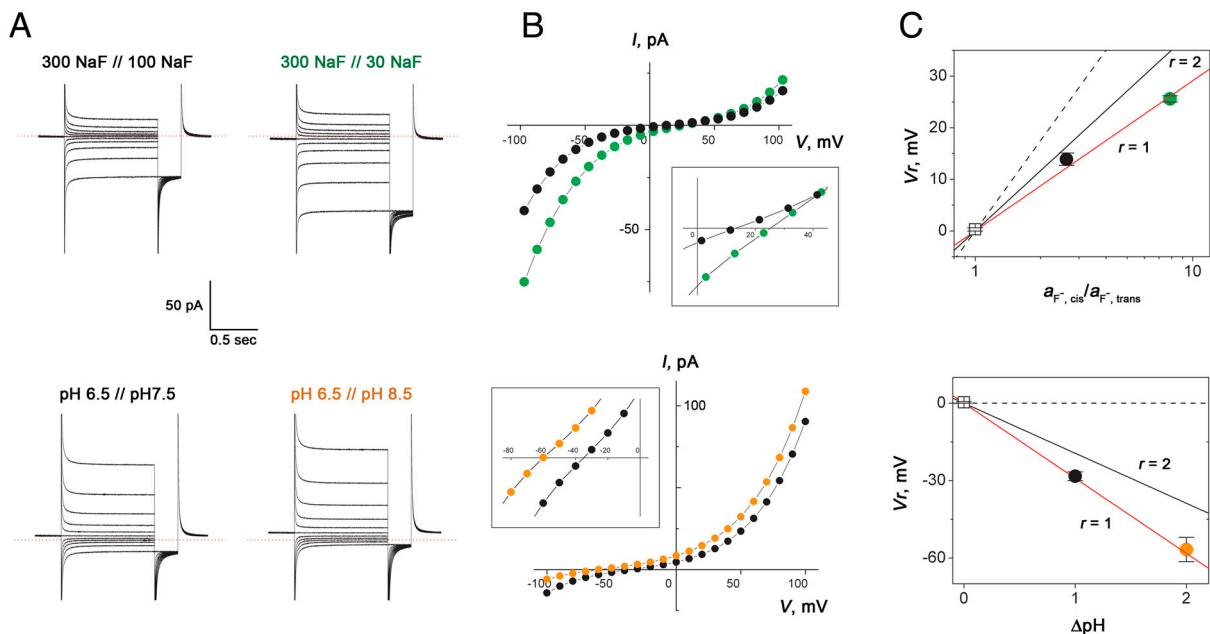 A
300 NaF // 100 NaF
300 NaF // 30 NaF
50 pA
0.5 sec
pH 6.5 // pH7.5
pH 6.5 // pH 8.5
B
I, pA
-100
-50
0
50
100
V, mV
-50
0
20
40
I, pA
100
-80
-60
-40
-20
0
-100
-50
0
50
100
V, mV
C
30
20
10
0
Vr, mV
r = 2
r = 1
1
10
aF-, cis/aF-, trans
0
-30
-60
Vr, mV
r = 2
r = 1
0
1
2
ΔpH